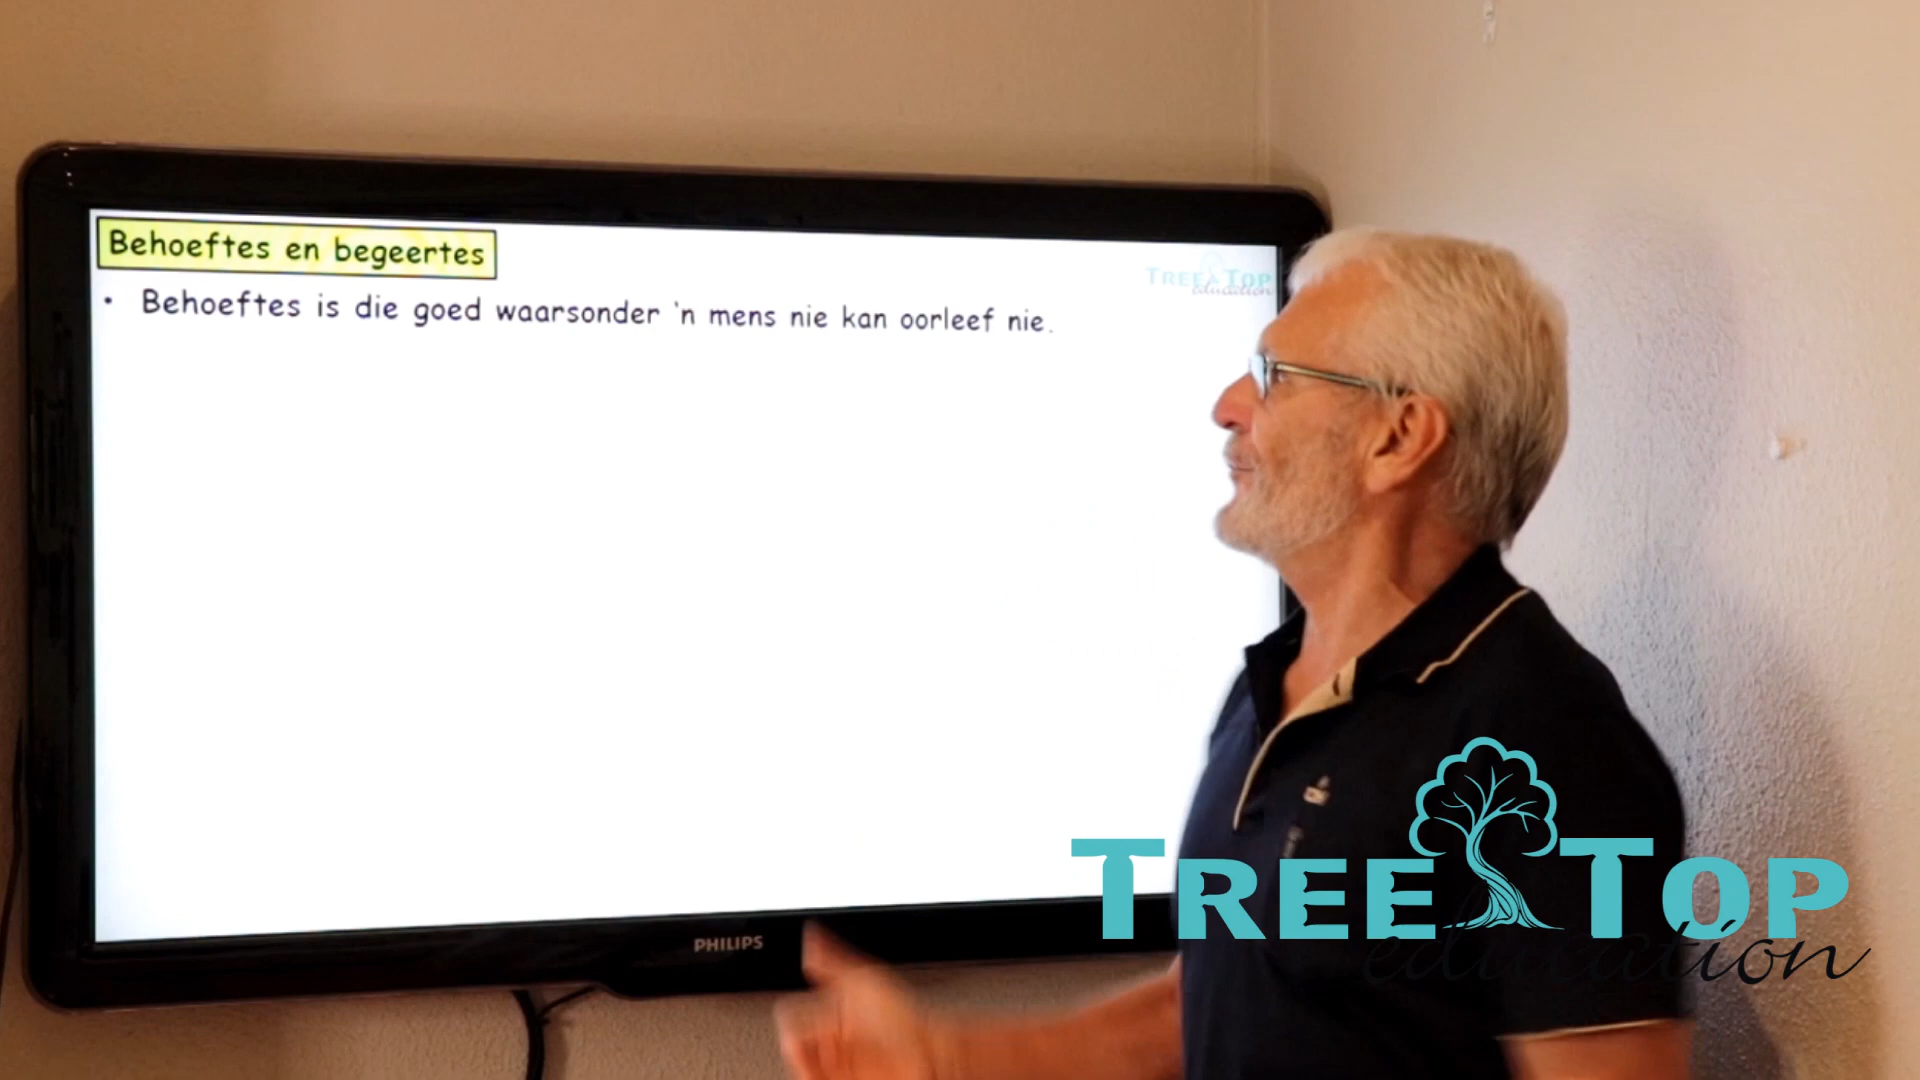 Behoeftes en begeertes
TREE TOP
education
• Behoeftes is die goed waarsonder 'n mens nie kan oorleef nie.
PHILIPS
TREE TOP
education